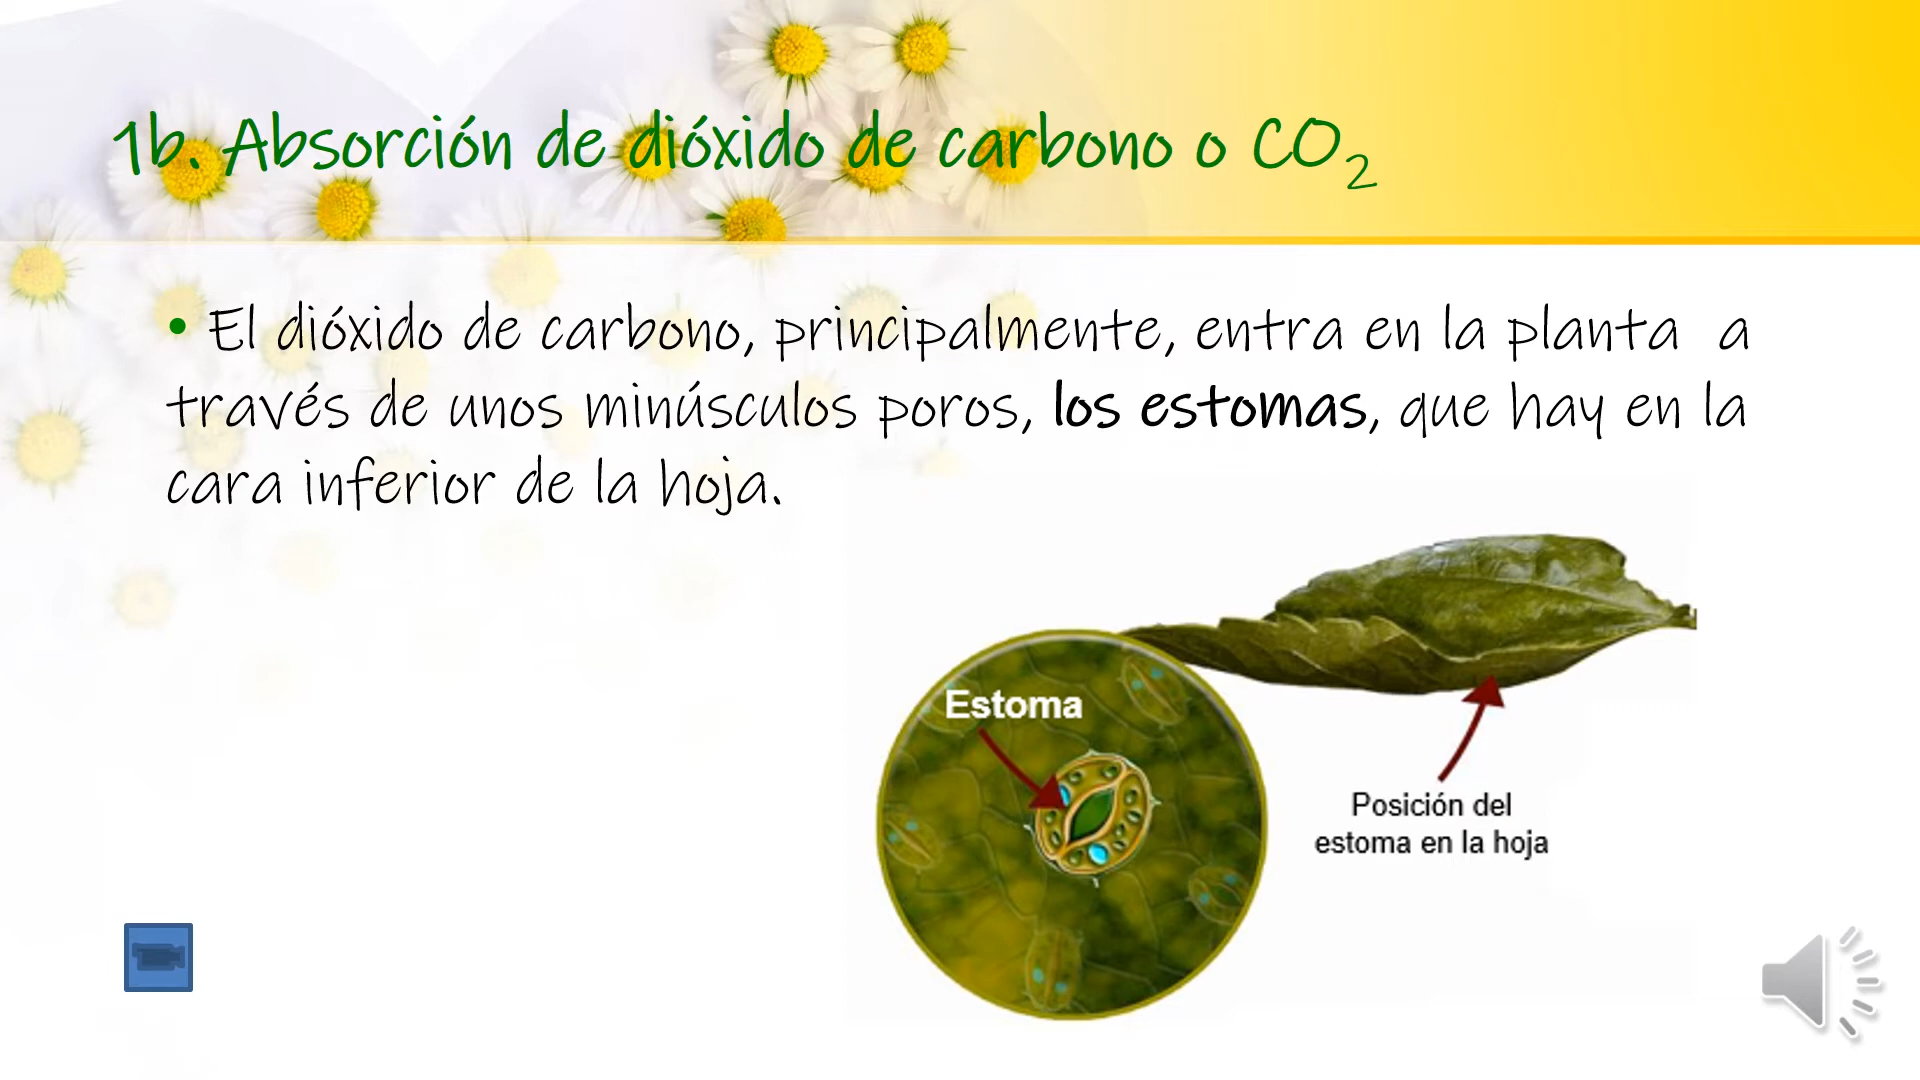 1b. Absorción de dióxido de carbono o CO₂
• El dióxido de carbono, principalmente, entra en la planta a
través de unos minúsculos poros, los estomas, que hay en la
cara inferior de la hoja.
Estoma
Posición del
estoma en la hoja